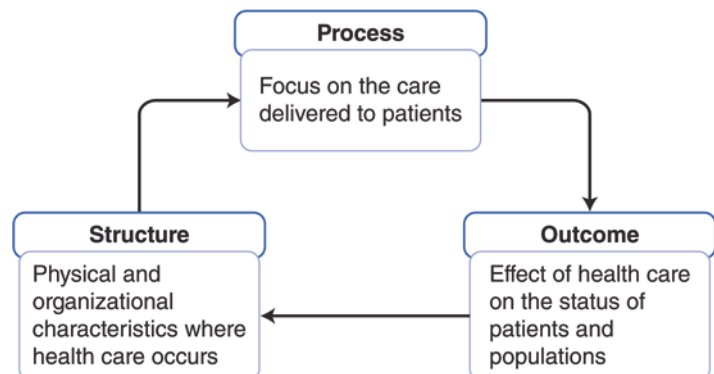 Process
Focus on the care
delivered to patients
Structure
Physical and
organizational
characteristics where
health care occurs
Outcome
Effect of health care
on the status of
patients and
populations